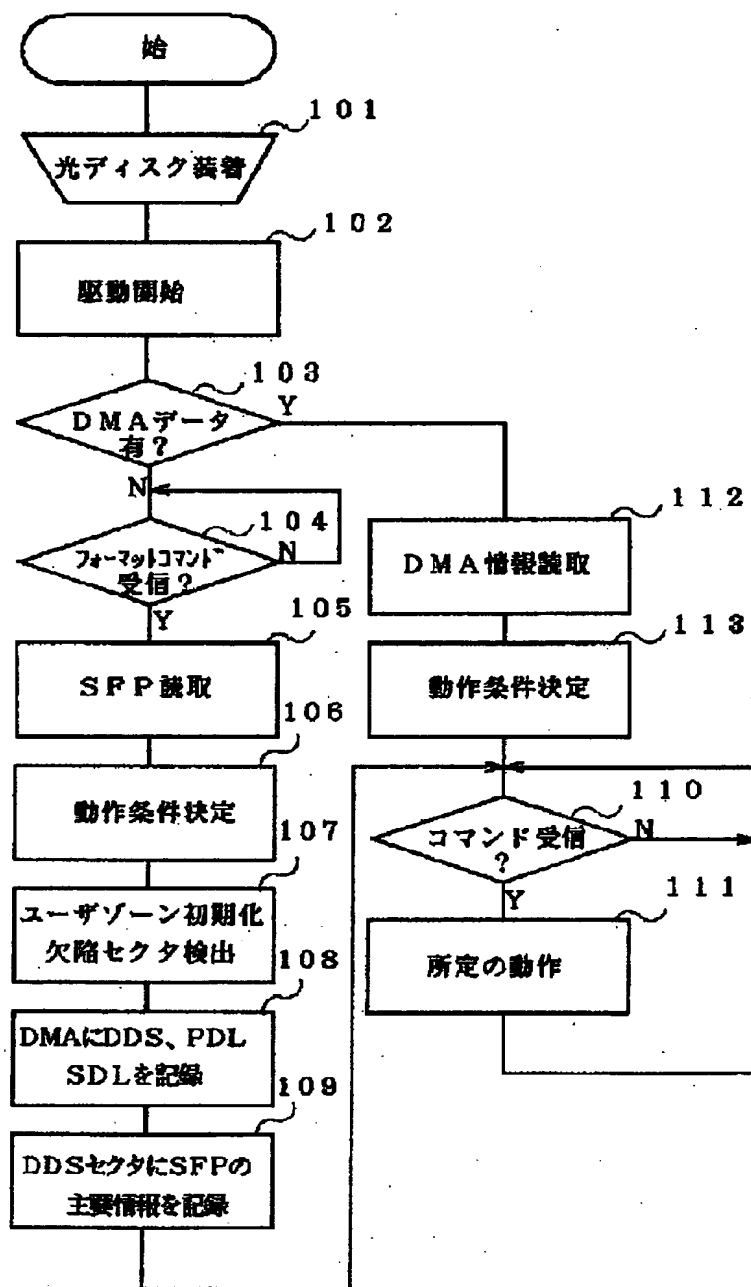 始
101
光ディスク装着
102
駆動開始
103
DMAデータ
有?
Y
N
104
フォーマットコマンド
受信?
N
Y
105
SFP読取
106
動作条件決定
107
ユーザゾーン初期化
欠陥セクタ検出
108
DMAにDDS、PDL
SDLを記録
109
DDSセクタにSFPの
主要情報を記録
112
DMA情報読取
113
動作条件決定
110
コマンド受信
?
N
Y
111
所定の動作